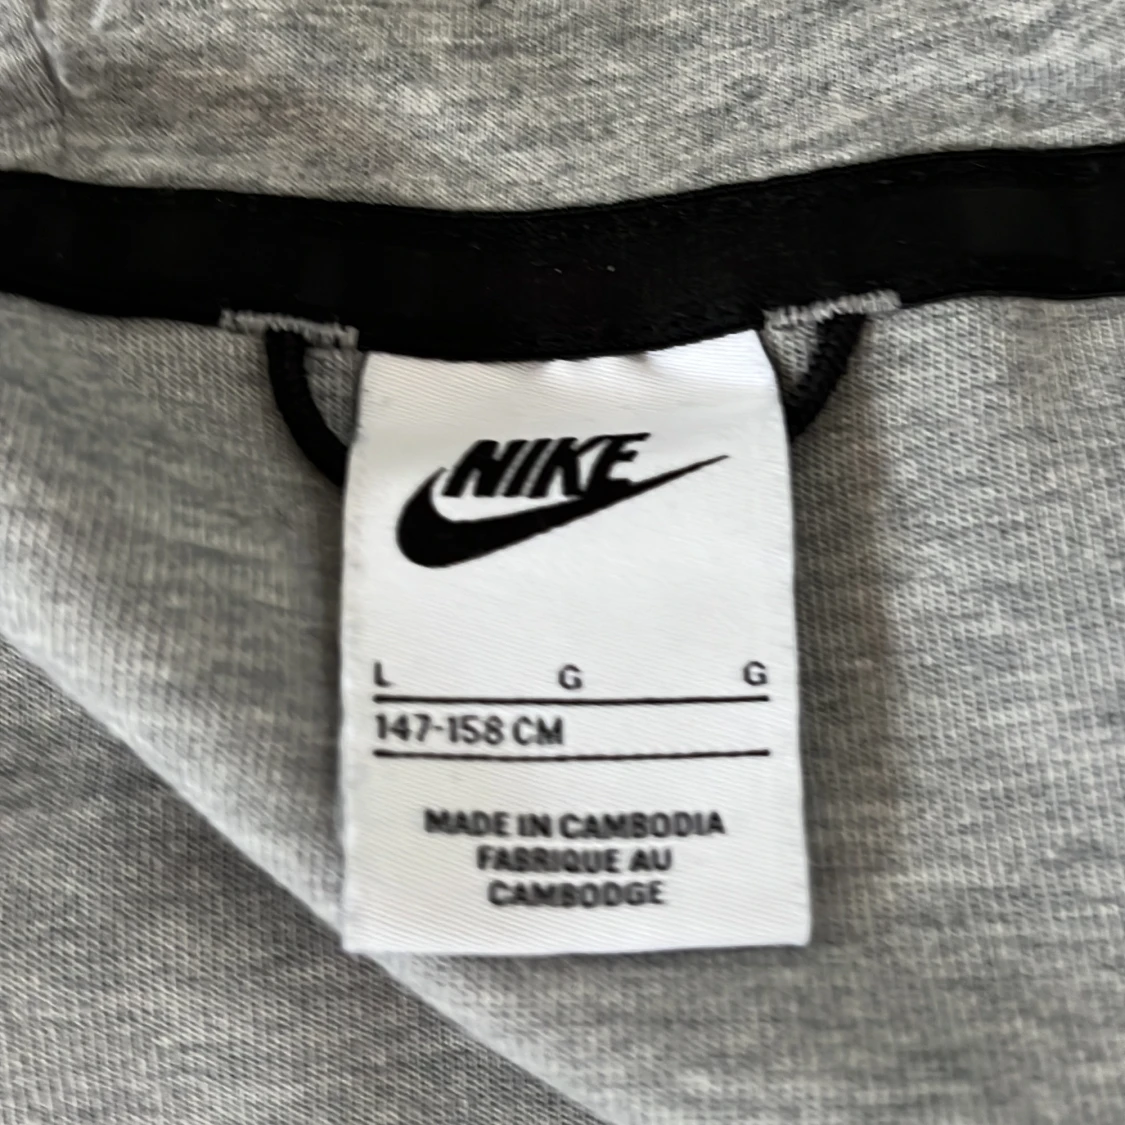 NIKE
L G G
147-158 CM
MADE IN CAMBODIA
FABRIQUE AU
CAMBODGE